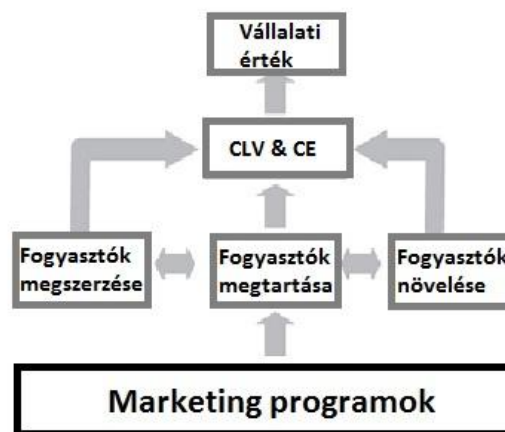 Vállalati
érték
CLV & CE
Fogyasztók
megszerzése
Fogyasztók
megtartása
Fogyasztók
növelése
Marketing programok